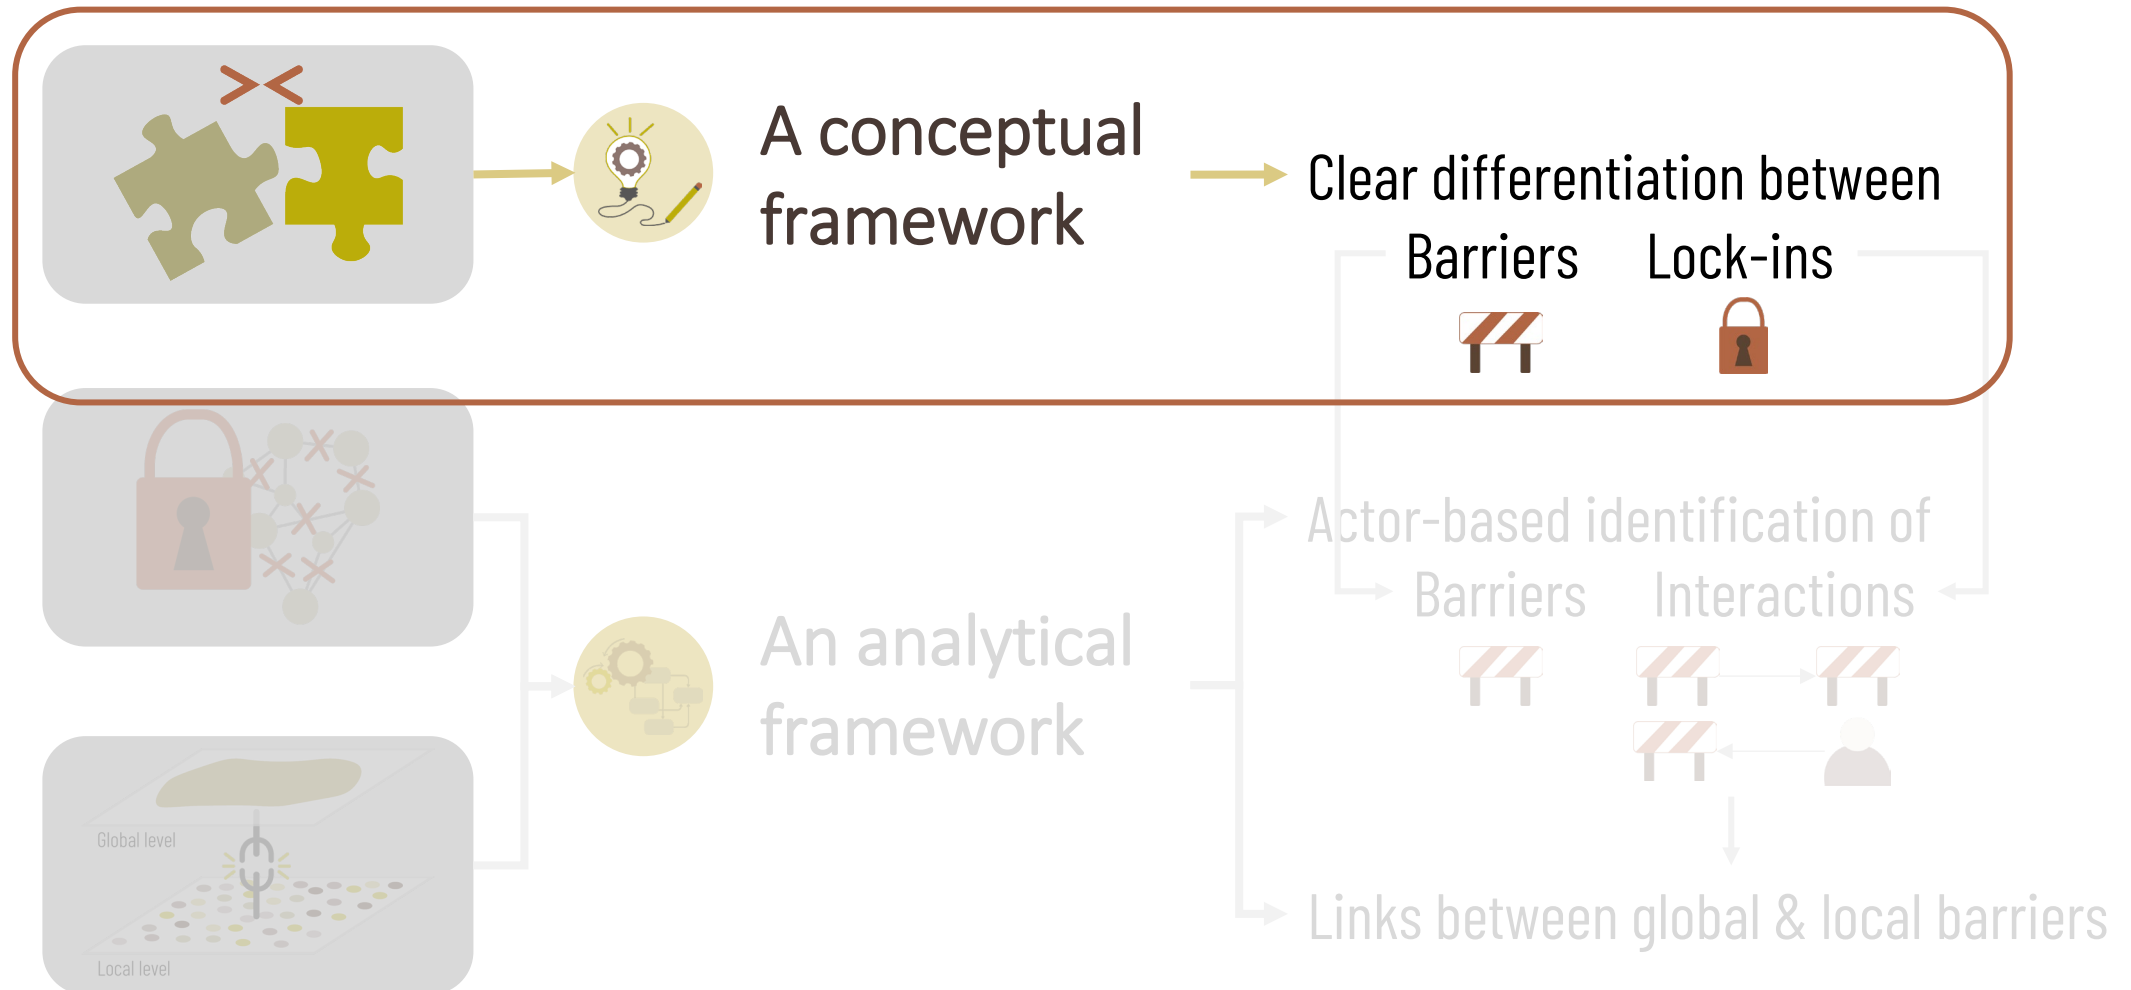 A conceptual
framework
Clear differentiation between
Barriers Lock-ins
Actor-based identification of
Barriers Interactions
An analytical
framework
Global level
Local level
Links between global & local barriers